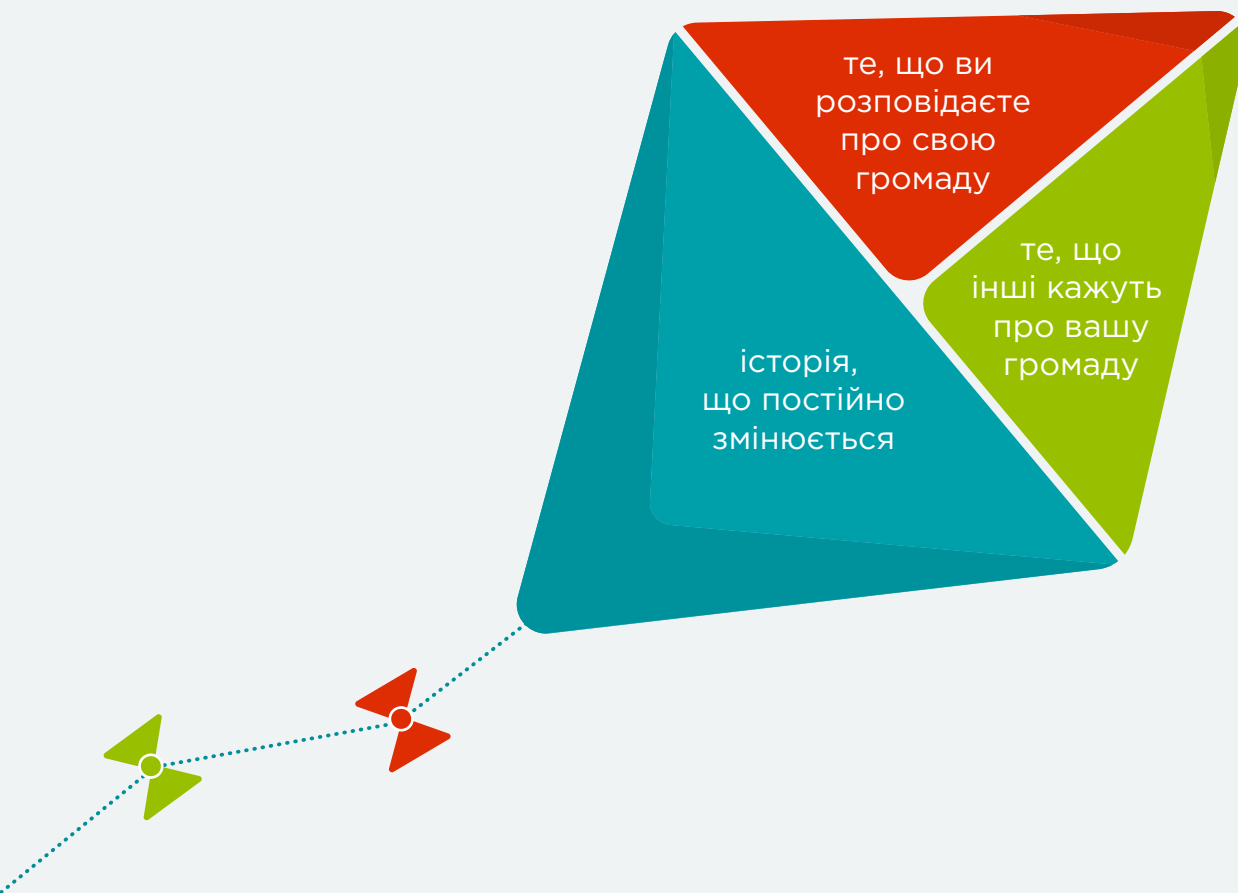 те, що ви
розповідаєте
про свою
громаду
те, що
інші кажуть
про вашу
громаду
історія,
що постійно
змінюється